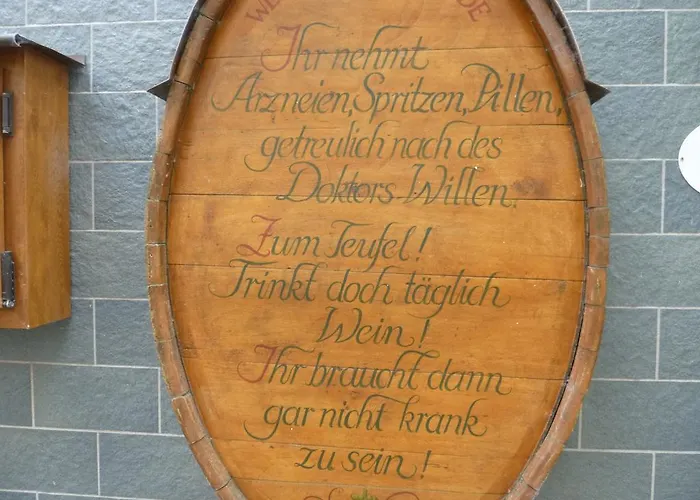 Ihr nehmt
Arzneien, Spritzen, Pillen,
getreulich nach des
Doktors Willen.
Zum Teufel!
Trinkt doch täglich
Wein!
Ihr braucht dann
gar nicht krank
zu sein!